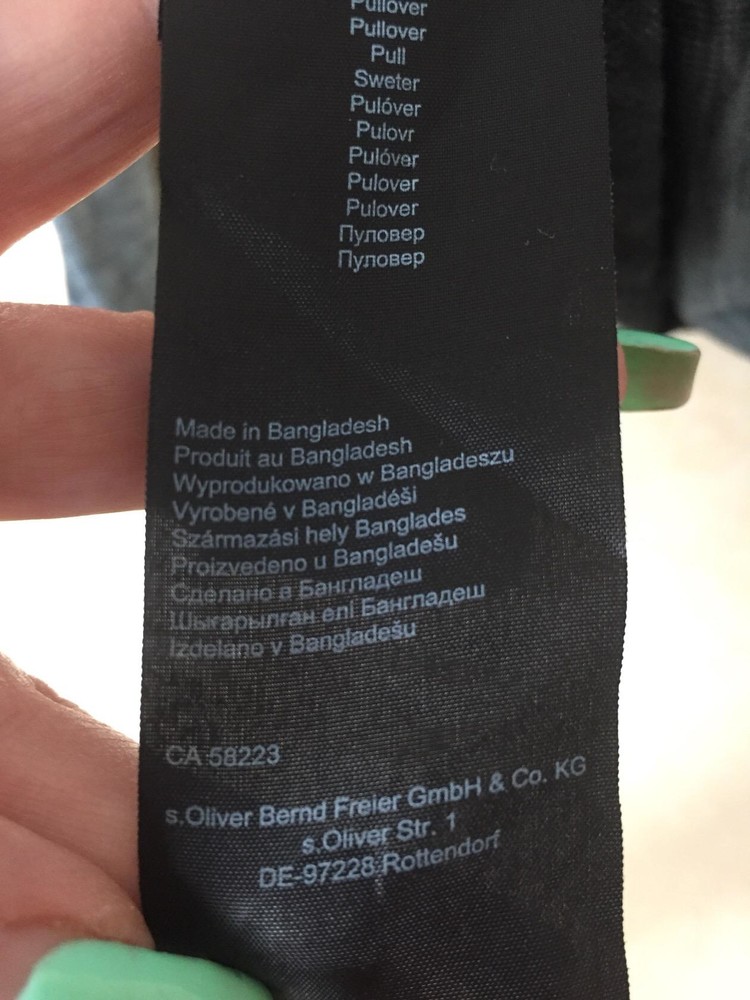 Pullover
Pullover
Pull
Sweter
Pulóver
Pulovr
Pulóver
Pulover
Pulover
Пуловер
Пуловер
Made in Bangladesh
Produit au Bangladesh
Wyprodukowano w Bangladeszu
Vyrobené v Bangladéši
Származási hely Banglades
Proizvedeno u Bangladešu
Сделано в Бангладеш
Шығарылған елі Бангладеш
Izdelano v Bangladešu
CA 58223
s.Oliver Bernd Freier GmbH & Co. KG
s.Oliver Str. 1
DE-97228 Rottendorf